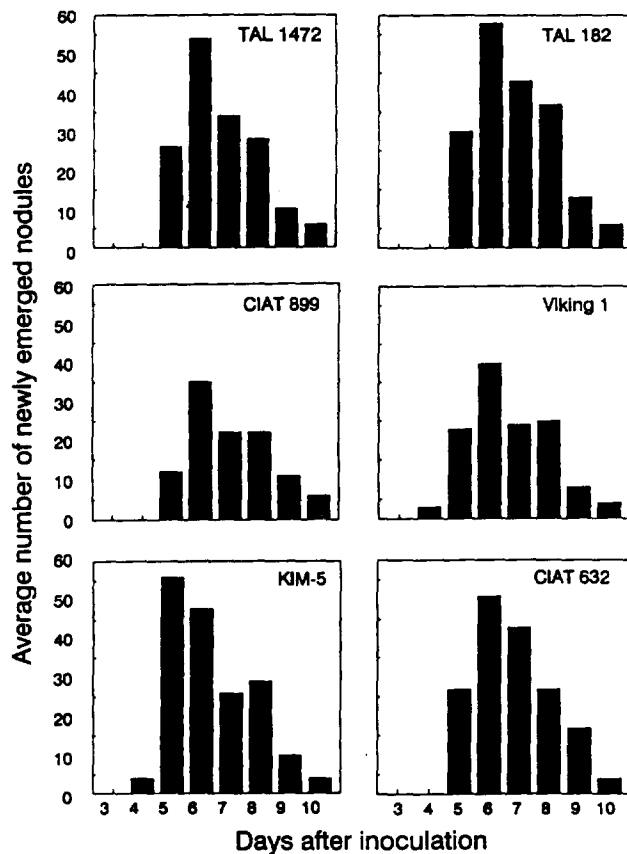 Average number of newly emerged nodules
60
50
40
30
20
10
0
TAL 1472
TAL 182
60
50
40
30
20
10
0
CIAT 899
Viking 1
60
50
40
30
20
10
0
KIM-5
CIAT 632
3 4 5 6 7 8 9 10
3 4 5 6 7 8 9 10
Days after inoculation